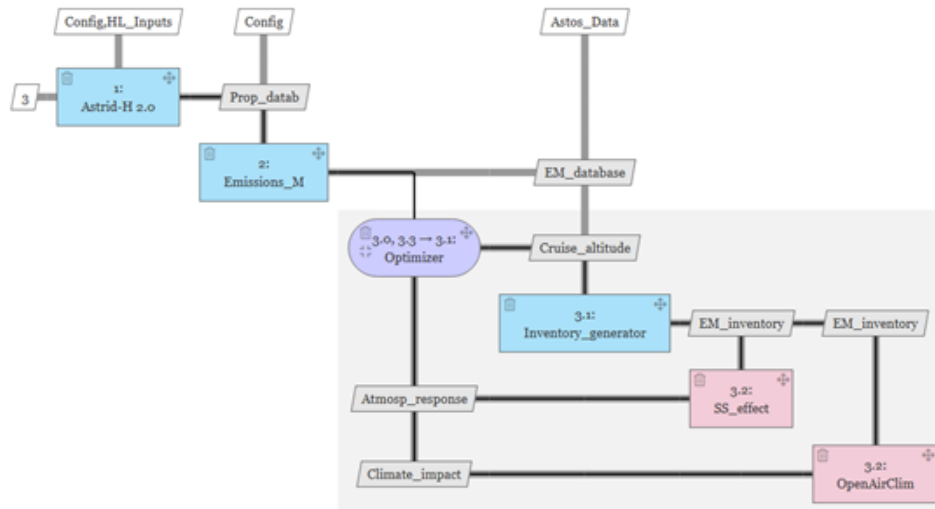 Config,HL_Inputs
Config
Astos_Data
3
1:
Astrid-H 2.0
Prop_datab
2:
Emissions_M
EM_database
3.0, 3.3 → 3.1:
Optimizer
Cruise_altitude
3.1:
Inventory_generator
EM_inventory
EM_inventory
3.2:
SS_effect
Atmosp_response
3.2:
OpenAirClim
Climate_impact